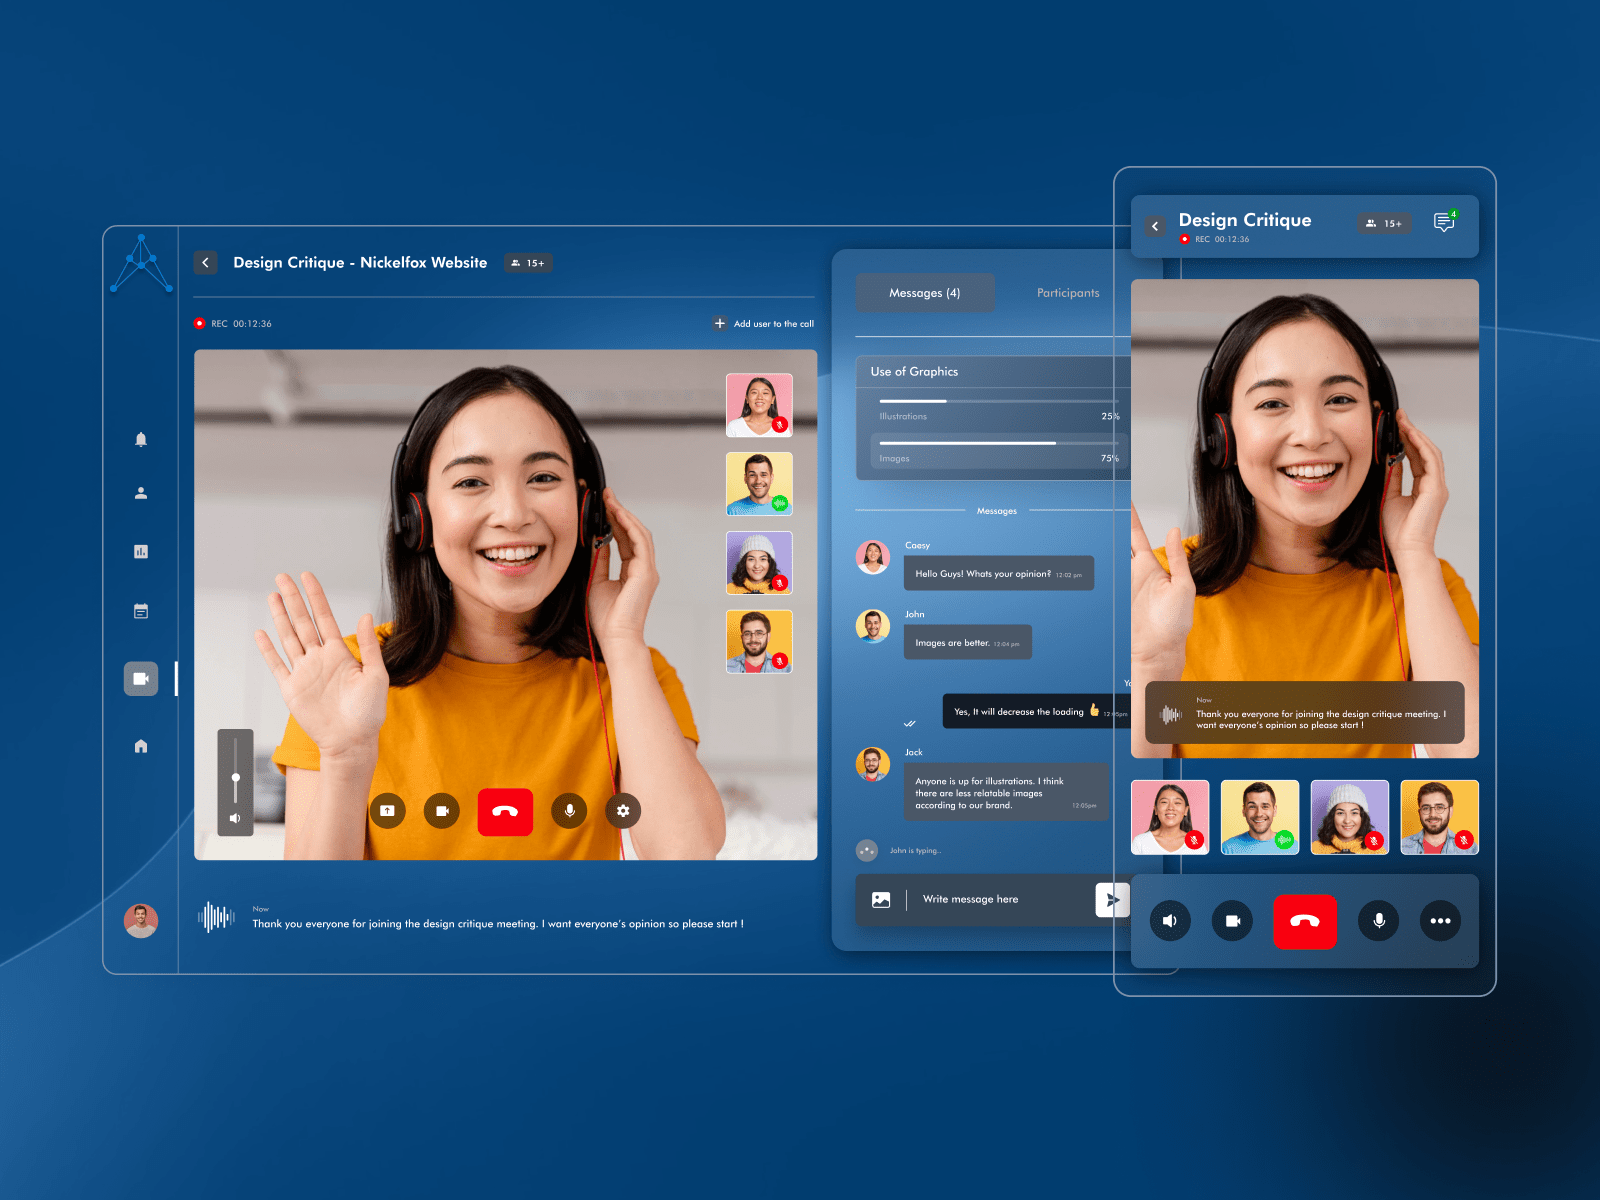 Design Critique - Nickelfox Website
15+
REC 00:12:36
Add user to the call
Now
Thank you everyone for joining the design critique meeting. I want everyone's opinion so please start !
Messages (4)
Participants
Use of Graphics
Illustrations
25%
Images
75%
Messages
Caesy
Hello Guys! Whats your opinion? 12:02 pm
John
Images are better. 12:04 pm
Yes, It will decrease the loading 👍 12:05pm
Jack
Anyone is up for illustrations. I think
there are less relatable images
according to our brand. 12:05pm
John is typing..
Write message here
Design Critique
15+
4
REC 00:12:36
Now
Thank you everyone for joining the design critique meeting. I
want everyone's opinion so please start !